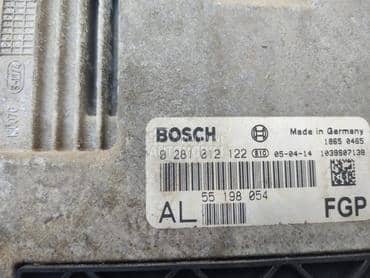 BOSCH
Made in Germany
1865 0465
0 281 012 122 BIC 05-04-14 1039S07138
55 198 054
AL FGP